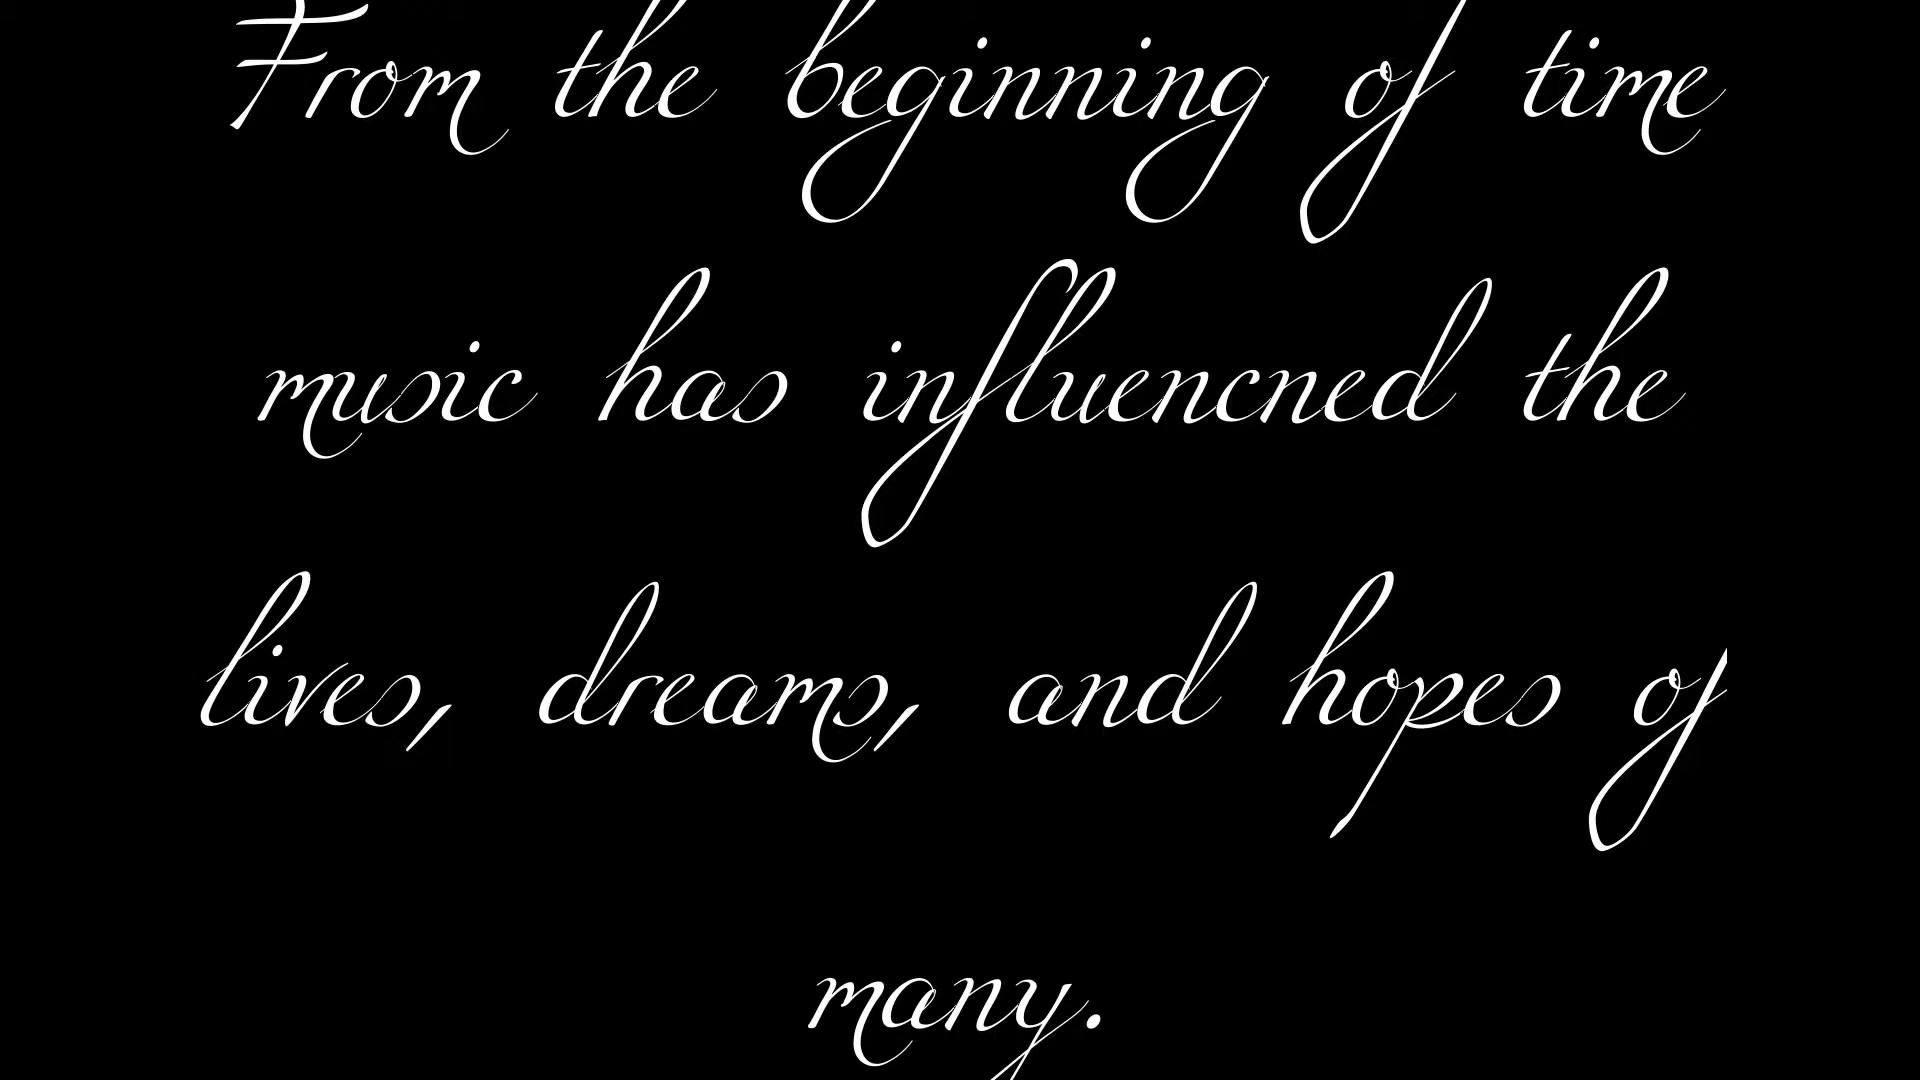 From the beginning of time
music has influencned the
lives, dreams, and hopes of
many.